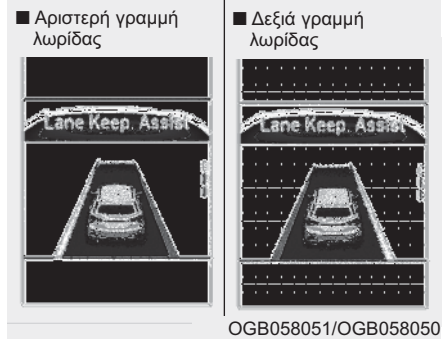 ■ Αριστερή γραμμή
λωρίδας
Lane Keep Assist
■ Δεξιά γραμμή
λωρίδας
Lane Keep Assist
OGB058051/OGB058050